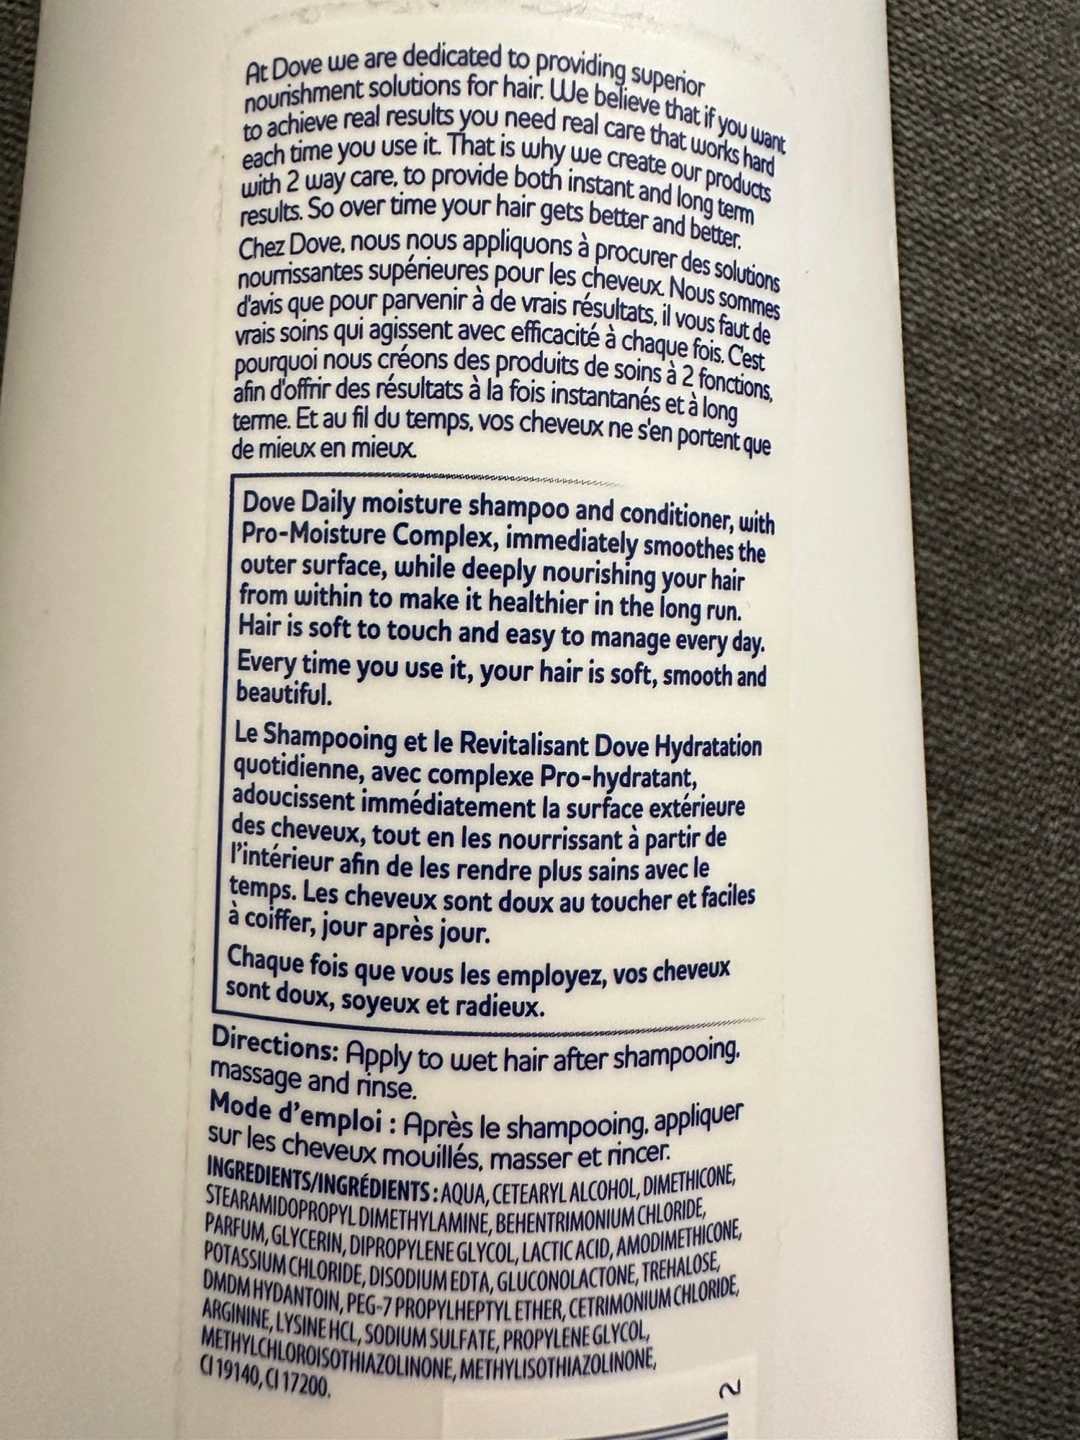 At Dove we are dedicated to providing superior
nourishment solutions for hair. We believe that if you want
to achieve real results you need real care that works hard
each time you use it. That is why we create our products
with 2 way care, to provide both instant and long term
results. So over time your hair gets better and better.
Chez Dove, nous nous appliquons à procurer des solutions
nourrissantes supérieures pour les cheveux. Nous sommes
d'avis que pour parvenir à de vrais résultats, il vous faut de
vrais soins qui agissent avec efficacité à chaque fois. C'est
pourquoi nous créons des produits de soins à 2 fonctions,
afin d'offrir des résultats à la fois instantanés et à long
terme. Et au fil du temps, vos cheveux ne s'en portent que
de mieux en mieux.
Dove Daily moisture shampoo and conditioner, with
Pro-Moisture Complex, immediately smoothes the
outer surface, while deeply nourishing your hair
from within to make it healthier in the long run.
Hair is soft to touch and easy to manage every day.
Every time you use it, your hair is soft, smooth and
beautiful.
Le Shampooing et le Revitalisant Dove Hydratation
quotidienne, avec complexe Pro-hydratant,
adoucissent immédiatement la surface extérieure
des cheveux, tout en les nourrissant à partir de
l'intérieur afin de les rendre plus sains avec le
temps. Les cheveux sont doux au toucher et faciles
à coiffer, jour après jour.
Chaque fois que vous les employez, vos cheveux
sont doux, soyeux et radieux.
Directions: Apply to wet hair after shampooing,
massage and rinse.
Mode d'emploi : Après le shampooing, appliquer
sur les cheveux mouillés, masser et rincer.
INGREDIENTS/INGRÉDIENTS : AQUA, CETEARYL ALCOHOL, DIMETHICONE,
STEARAMIDOPROPYL DIMETHYLAMINE, BEHENTRIMONIUM CHLORIDE,
PARFUM, GLYCERIN, DIPROPYLENE GLYCOL, LACTIC ACID, AMODIMETHICONE,
POTASSIUM CHLORIDE, DISODIUM EDTA, GLUCONOLACTONE, TREHALOSE,
DMDM HYDANTOIN, PEG-7 PROPYLHEPTYL ETHER, CETRIMONIUM CHLORIDE,
ARGININE, LYSINE HCL, SODIUM SULFATE, PROPYLENE GLYCOL,
METHYLCHLOROISOTHIAZOLINONE, METHYLISOTHIAZOLINONE,
CI 19140, CI 17200.
2